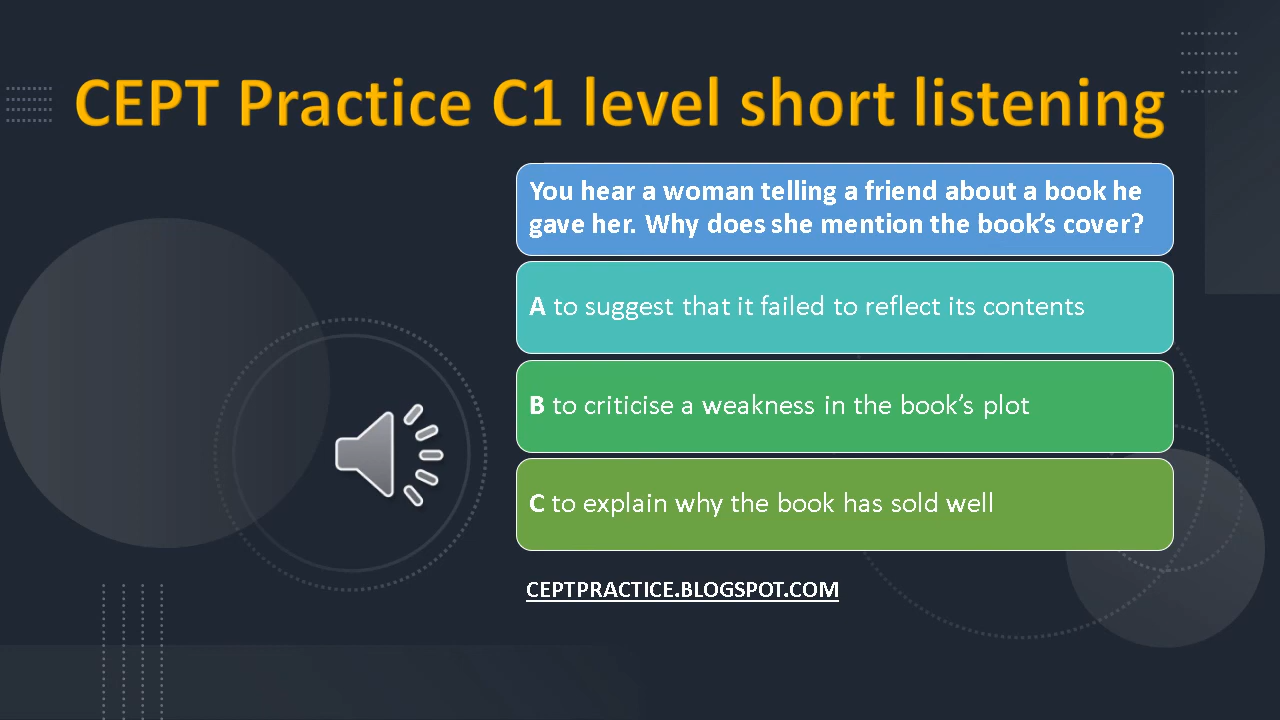 CEPT Practice C1 level short listening
You hear a woman telling a friend about a book he
gave her. Why does she mention the book’s cover?
A to suggest that it failed to reflect its contents
B to criticise a weakness in the book’s plot
C to explain why the book has sold well
CEPTPRACTICE.BLOGSPOT.COM